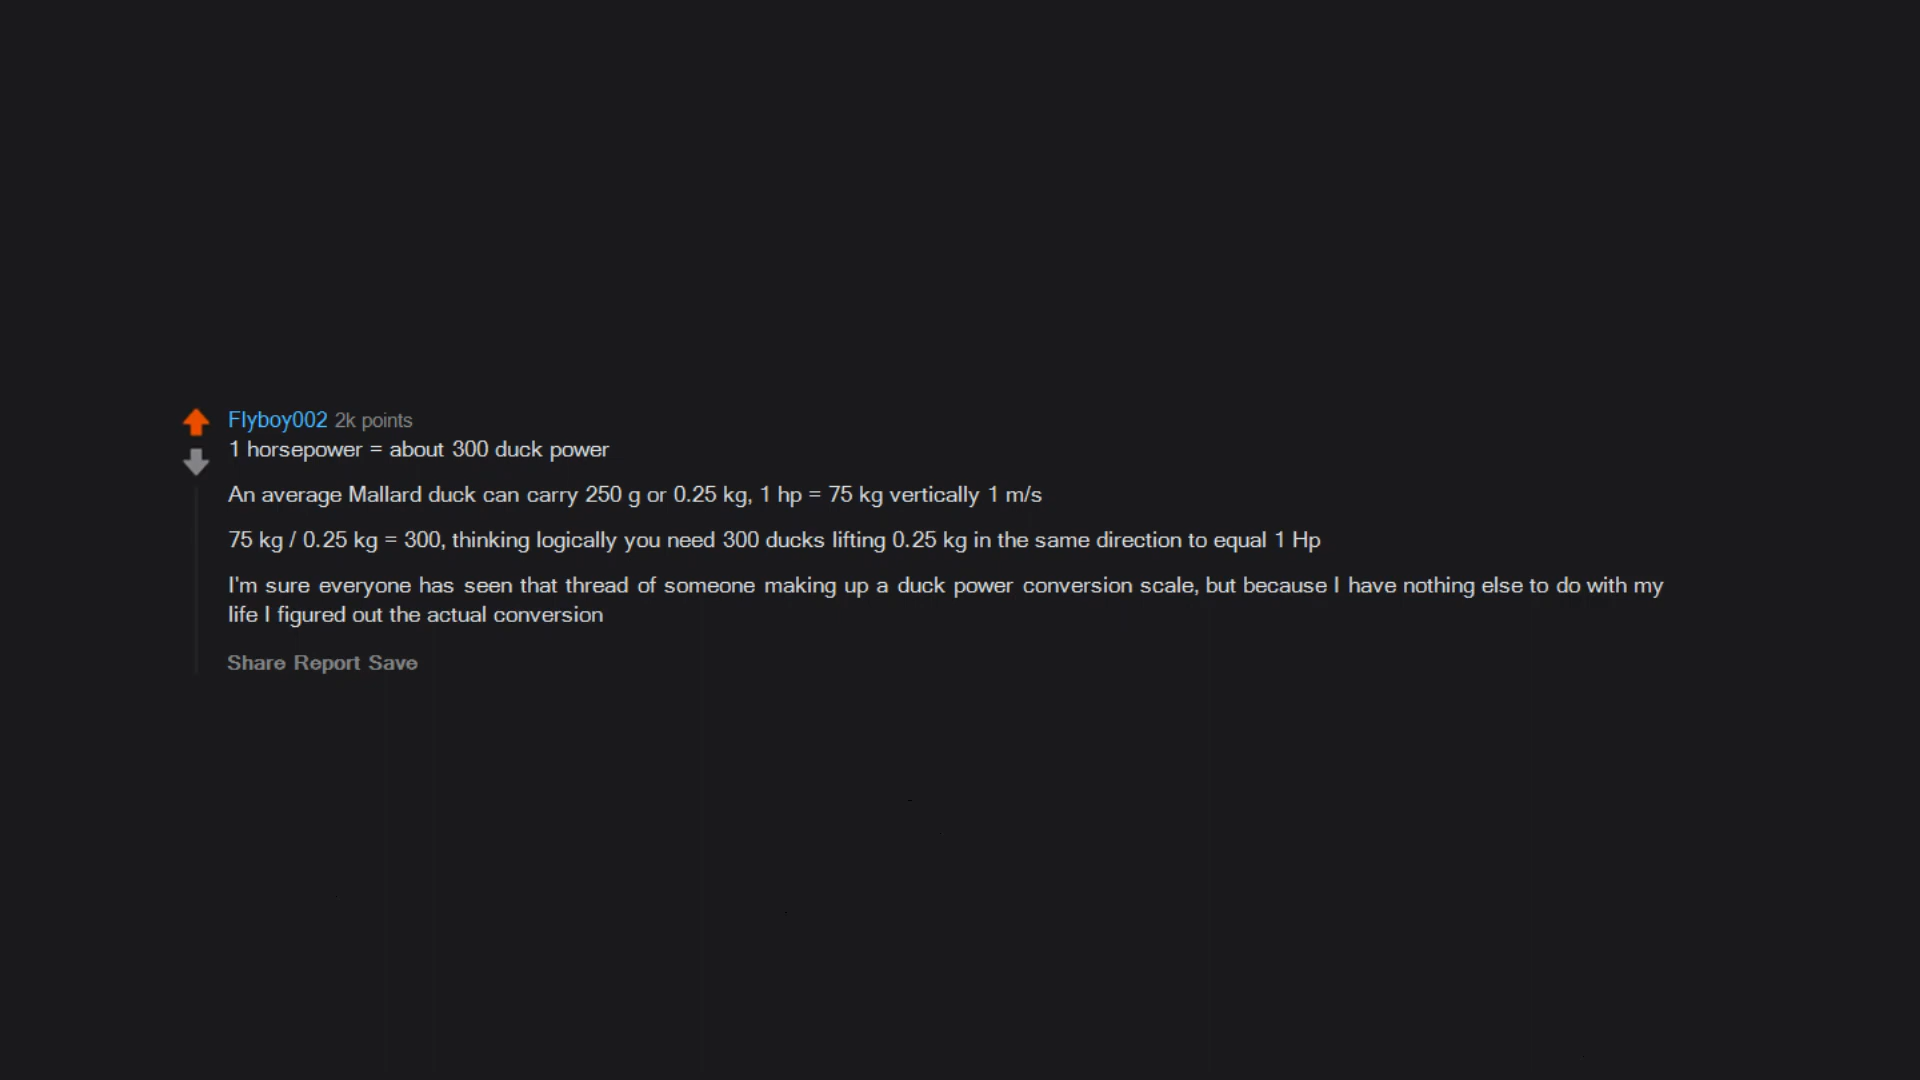 Flyboy002 2k points
1 horsepower = about 300 duck power
An average Mallard duck can carry 250 g or 0.25 kg, 1 hp = 75 kg vertically 1 m/s
75 kg / 0.25 kg = 300, thinking logically you need 300 ducks lifting 0.25 kg in the same direction to equal 1 Hp
I'm sure everyone has seen that thread of someone making up a duck power conversion scale, but because I have nothing else to do with my
life I figured out the actual conversion
Share Report Save